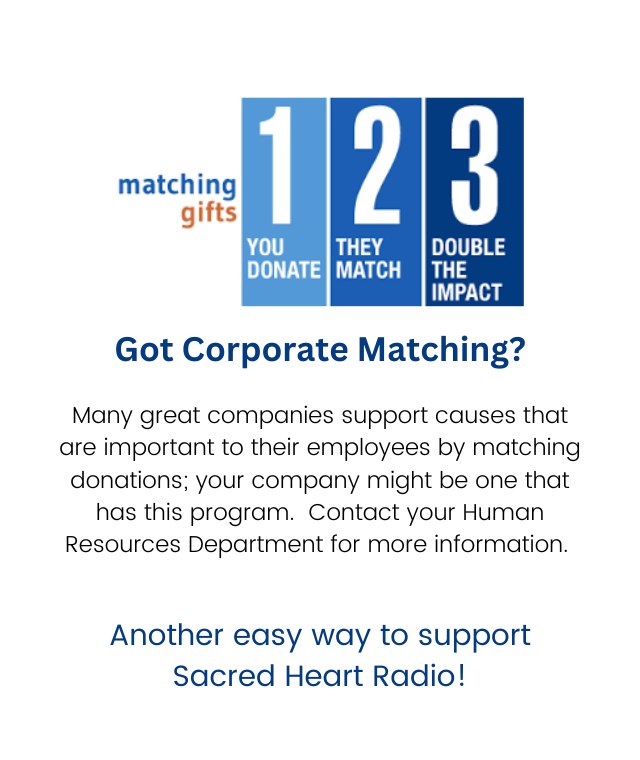 matching
gifts
1 2 3
YOU
DONATE
THEY
MATCH
DOUBLE
THE
IMPACT
Got Corporate Matching?
Many great companies support causes that
are important to their employees by matching
donations; your company might be one that
has this program.  Contact your Human
Resources Department for more information.
Another easy way to support
Sacred Heart Radio!